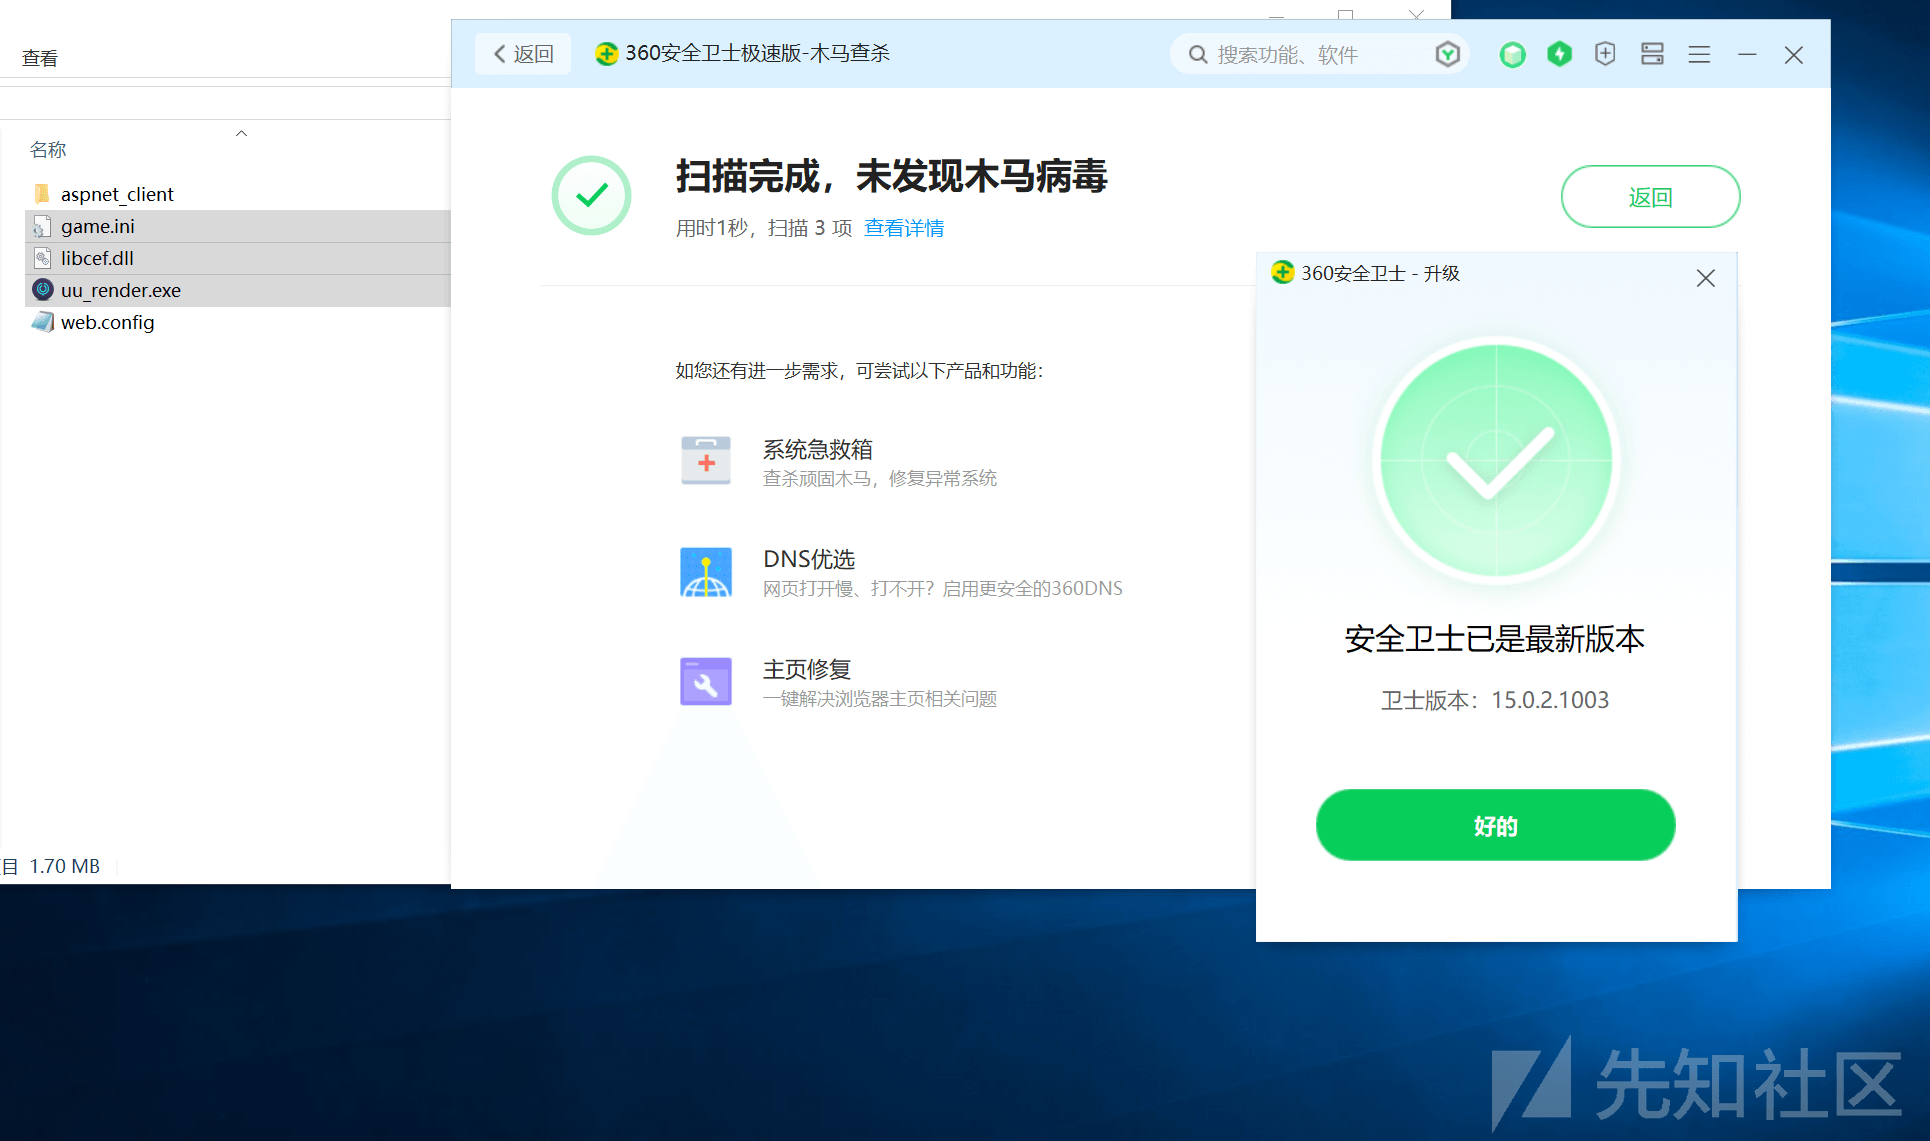 查看
名称
aspnet_client
game.ini
libcef.dll
uu_render.exe
web.config
目 1.70 MB
返回
360安全卫士极速版-木马查杀
搜索功能、软件
扫描完成，未发现木马病毒
用时1秒，扫描 3 项 查看详情
返回
如您还有进一步需求，可尝试以下产品和功能：
系统急救箱
查杀顽固木马，修复异常系统
DNS优选
网页打开慢、打不开？启用更安全的360DNS
主页修复
一键解决浏览器主页相关问题
360安全卫士 - 升级
安全卫士已是最新版本
卫士版本：15.0.2.1003
好的
先知社区